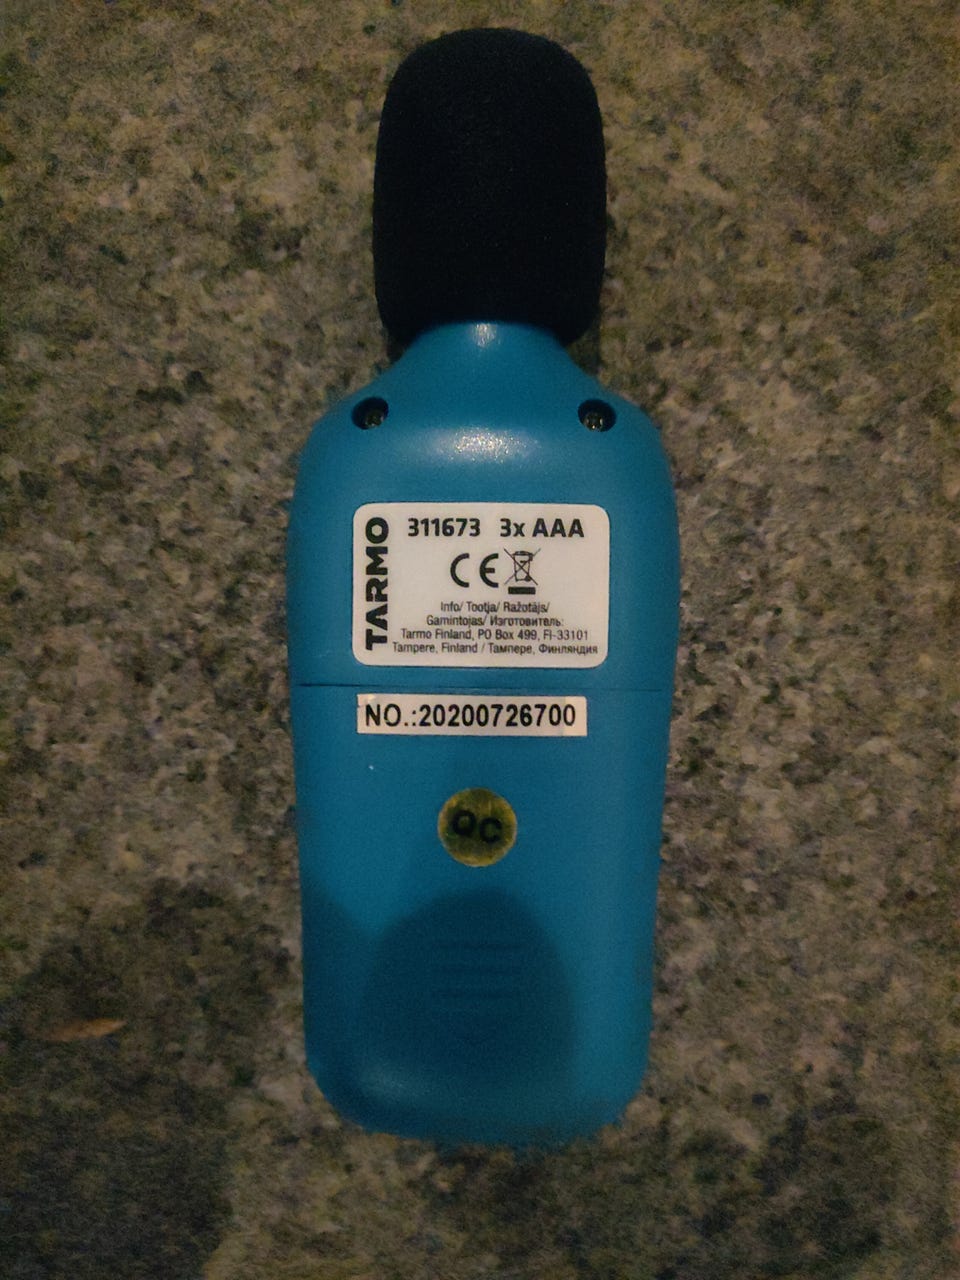 TARMO
311673 3x AAA
CE
Info/ Tootja/ Ražotājs/
Gamintojas/ Изготовитель:
Tarmo Finland, PO Box 499, FI-33101
Tampere, Finland / Тампере, Финляндия
NO.:20200726700
QC